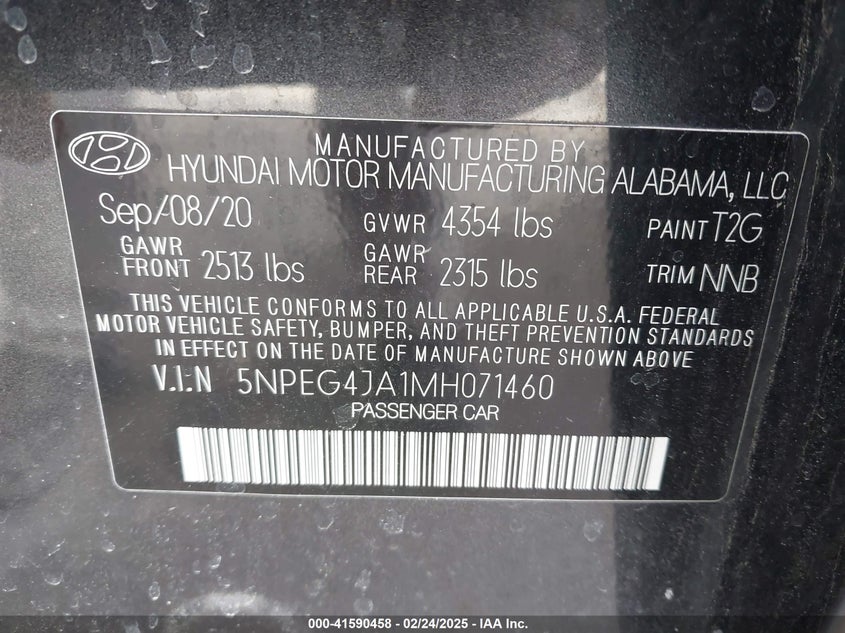 MANUFACTURED BY
HYUNDAI MOTOR MANUFACTURING ALABAMA, LLC
Sep/08/20 GVWR 4354 lbs PAINT T2G
GAWR FRONT 2513 lbs GAWR REAR 2315 lbs TRIM NNB
THIS VEHICLE CONFORMS TO ALL APPLICABLE U.S.A. FEDERAL
MOTOR VEHICLE SAFETY, BUMPER, AND THEFT PREVENTION STANDARDS
IN EFFECT ON THE DATE OF MANUFACTURE SHOWN ABOVE.
V.I.N 5NPEG4JA1MH071460
PASSENGER CAR
000-41590458 - 02/24/2025 - IAA Inc.